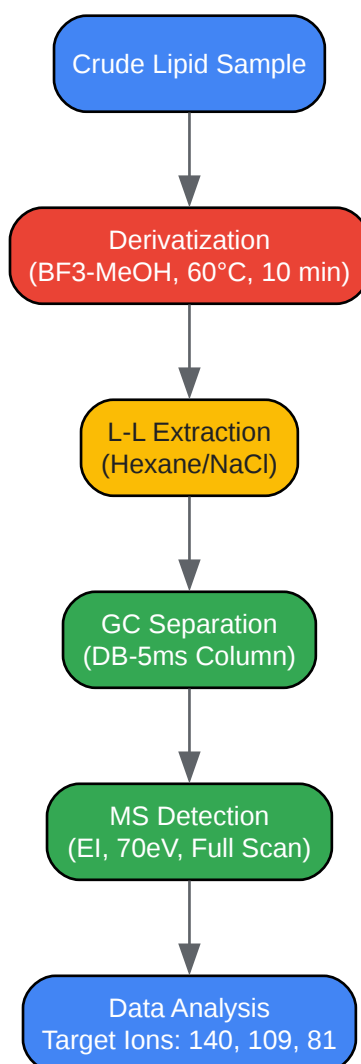 Crude Lipid Sample
Derivatization
(BF3-MeOH, 60°C, 10 min)
L-L Extraction
(Hexane/NaCl)
GC Separation
(DB-5ms Column)
MS Detection
(EI, 70eV, Full Scan)
Data Analysis
Target Ions: 140, 109, 81